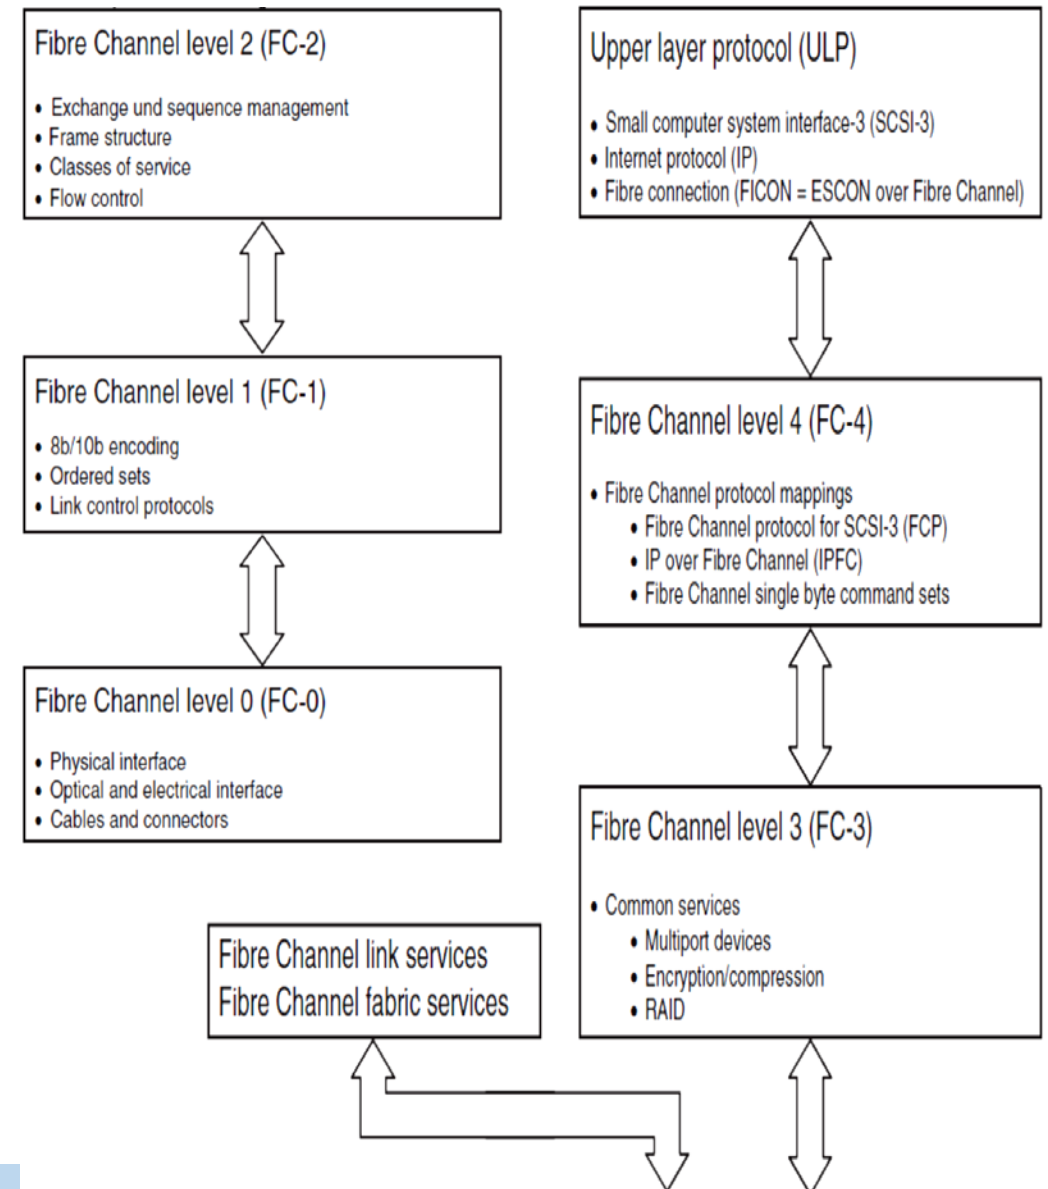 Fibre Channel level 2 (FC-2)
• Exchange und sequence management
• Frame structure
• Classes of service
• Flow control
Fibre Channel level 1 (FC-1)
• 8b/10b encoding
• Ordered sets
• Link control protocols
Fibre Channel level 0 (FC-0)
• Physical interface
• Optical and electrical interface
• Cables and connectors
Fibre Channel link services
Fibre Channel fabric services
Upper layer protocol (ULP)
• Small computer system interface-3 (SCSI-3)
• Internet protocol (IP)
• Fibre connection (FICON = ESCON over Fibre Channel)
Fibre Channel level 4 (FC-4)
• Fibre Channel protocol mappings
• Fibre Channel protocol for SCSI-3 (FCP)
• IP over Fibre Channel (IPFC)
• Fibre Channel single byte command sets
Fibre Channel level 3 (FC-3)
• Common services
• Multiport devices
• Encryption/compression
• RAID